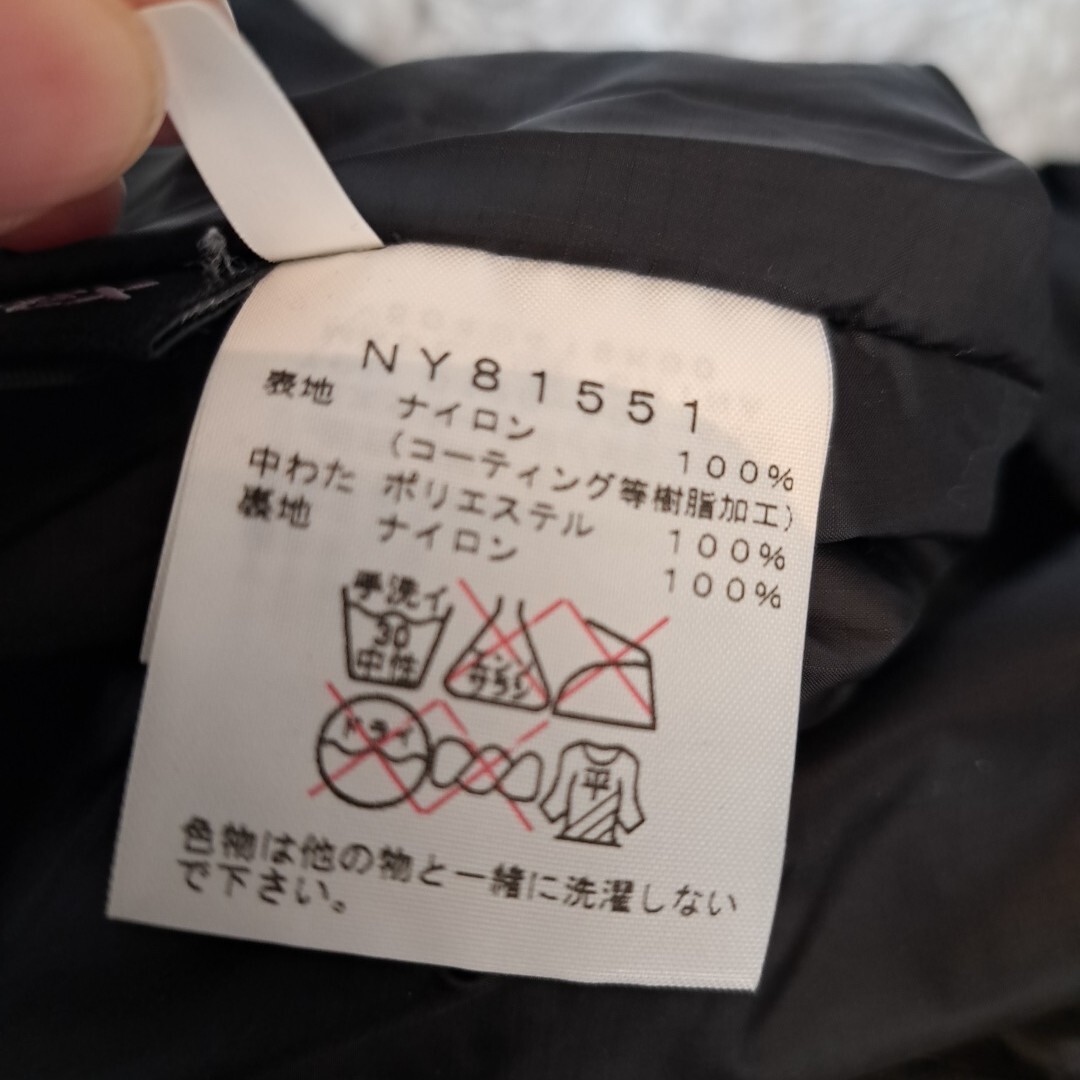 NY81551
表地 ナイロン 100%
(コーティング等樹脂加工)
中わた ポリエステル 100%
裏地 ナイロン 100%
手洗イ
30
中性
エンソ
サラシ
ドライ
平
色物は他の物と一緒に洗濯しない
で下さい。